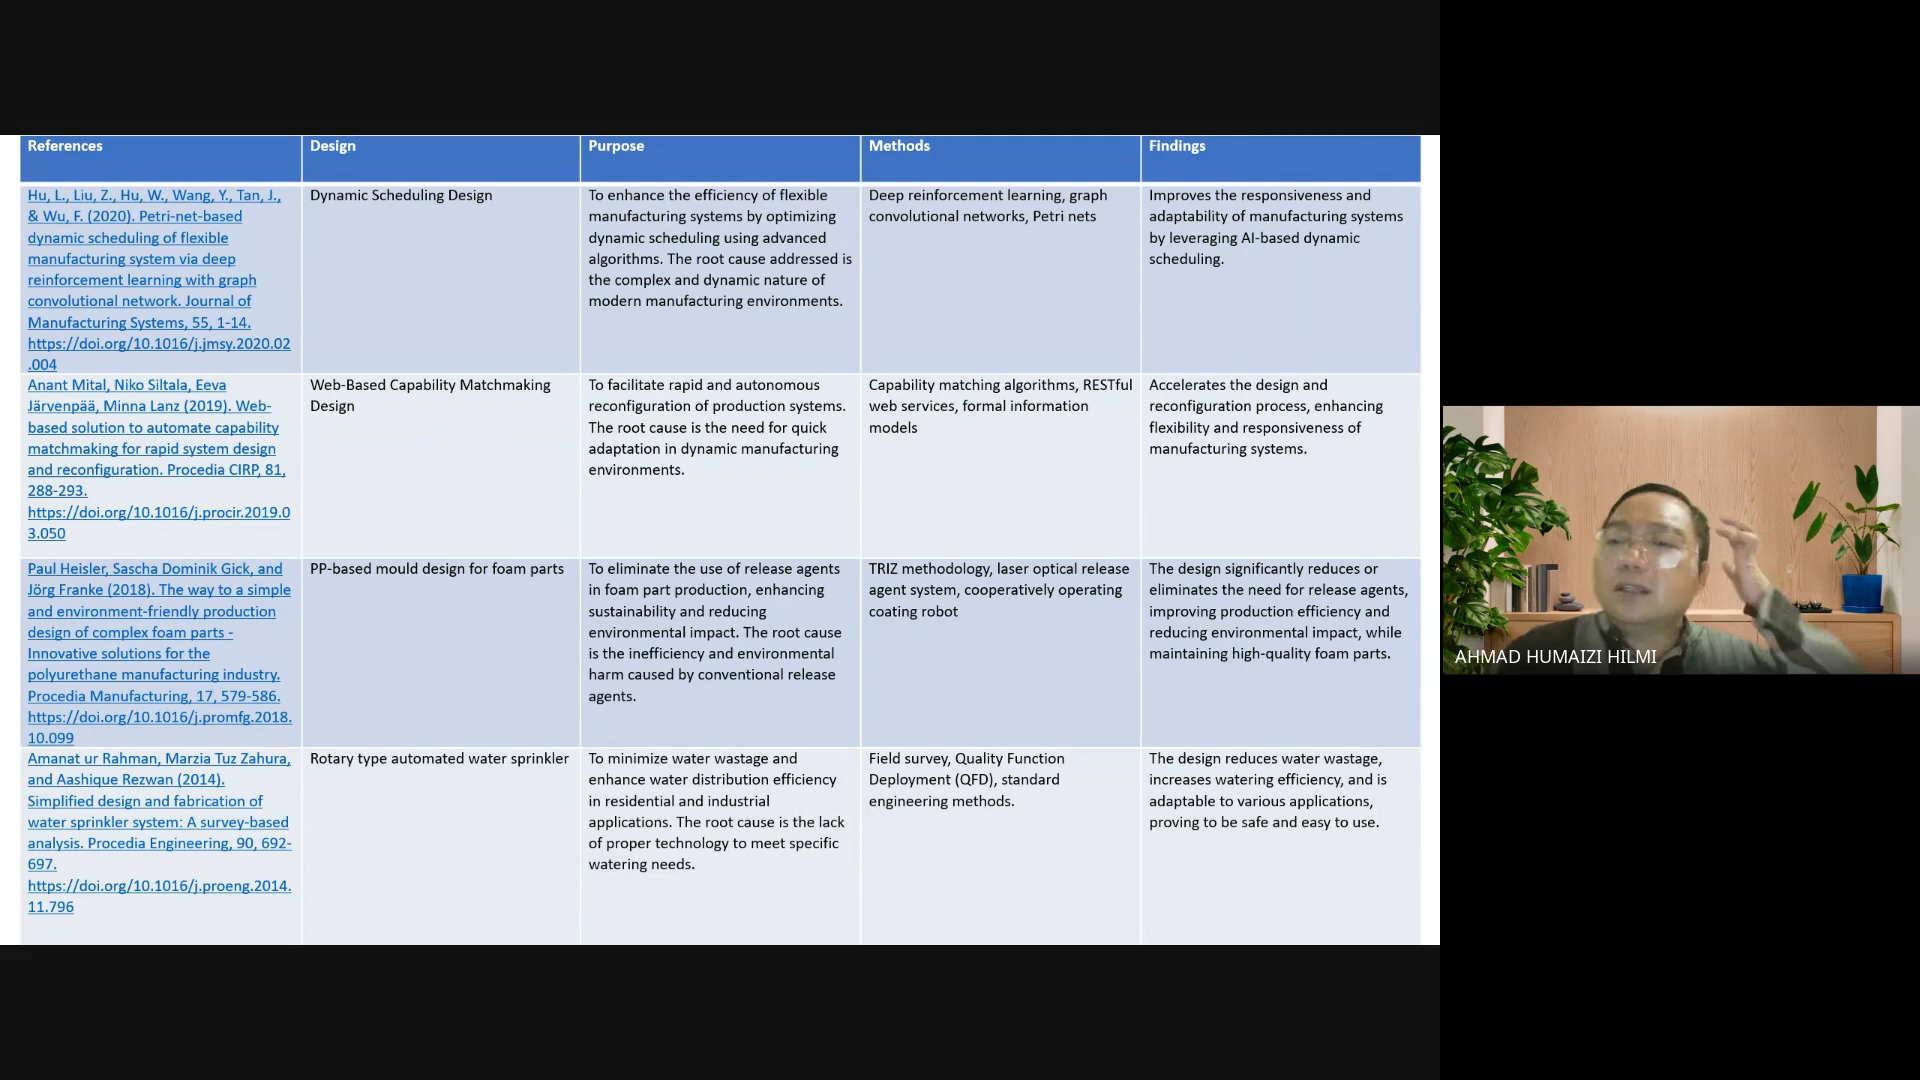 References
Design
Purpose
Methods
Findings
Hu, L., Liu, Z., Hu, W., Wang, Y., Tan, J.,
& Wu, F. (2020). Petri-net-based
dynamic scheduling of flexible
manufacturing system via deep
reinforcement learning with graph
convolutional network. Journal of
Manufacturing Systems, 55, 1-14.
https://doi.org/10.1016/j.jmsy.2020.02
.004
Dynamic Scheduling Design
To enhance the efficiency of flexible
manufacturing systems by optimizing
dynamic scheduling using advanced
algorithms. The root cause addressed is
the complex and dynamic nature of
modern manufacturing environments.
Deep reinforcement learning, graph
convolutional networks, Petri nets
Improves the responsiveness and
adaptability of manufacturing systems
by leveraging AI-based dynamic
scheduling.
Anant Mital, Niko Siltala, Eeva
Järvenpää, Minna Lanz (2019). Web-
based solution to automate capability
matchmaking for rapid system design
and reconfiguration. Procedia CIRP, 81,
288-293.
https://doi.org/10.1016/j.procir.2019.0
3.050
Web-Based Capability Matchmaking
Design
To facilitate rapid and autonomous
reconfiguration of production systems.
The root cause is the need for quick
adaptation in dynamic manufacturing
environments.
Capability matching algorithms, RESTful
web services, formal information
models
Accelerates the design and
reconfiguration process, enhancing
flexibility and responsiveness of
manufacturing systems.
Paul Heisler, Sascha Dominik Gick, and
Jörg Franke (2018). The way to a simple
and environment-friendly production
design of complex foam parts -
Innovative solutions for the
polyurethane manufacturing industry.
Procedia Manufacturing, 17, 579-586.
https://doi.org/10.1016/j.promfg.2018.
10.099
PP-based mould design for foam parts
To eliminate the use of release agents
in foam part production, enhancing
sustainability and reducing
environmental impact. The root cause
is the inefficiency and environmental
harm caused by conventional release
agents.
TRIZ methodology, laser optical release
agent system, cooperatively operating
coating robot
The design significantly reduces or
eliminates the need for release agents,
improving production efficiency and
reducing environmental impact, while
maintaining high-quality foam parts.
Amanat ur Rahman, Marzia Tuz Zahura,
and Aashique Rezwan (2014).
Simplified design and fabrication of
water sprinkler system: A survey-based
analysis. Procedia Engineering, 90, 692-
697.
https://doi.org/10.1016/j.proeng.2014.
11.796
Rotary type automated water sprinkler
To minimize water wastage and
enhance water distribution efficiency
in residential and industrial
applications. The root cause is the lack
of proper technology to meet specific
watering needs.
Field survey, Quality Function
Deployment (QFD), standard
engineering methods.
The design reduces water wastage,
increases watering efficiency, and is
adaptable to various applications,
proving to be safe and easy to use.
AHMAD HUMAIZI HILMI